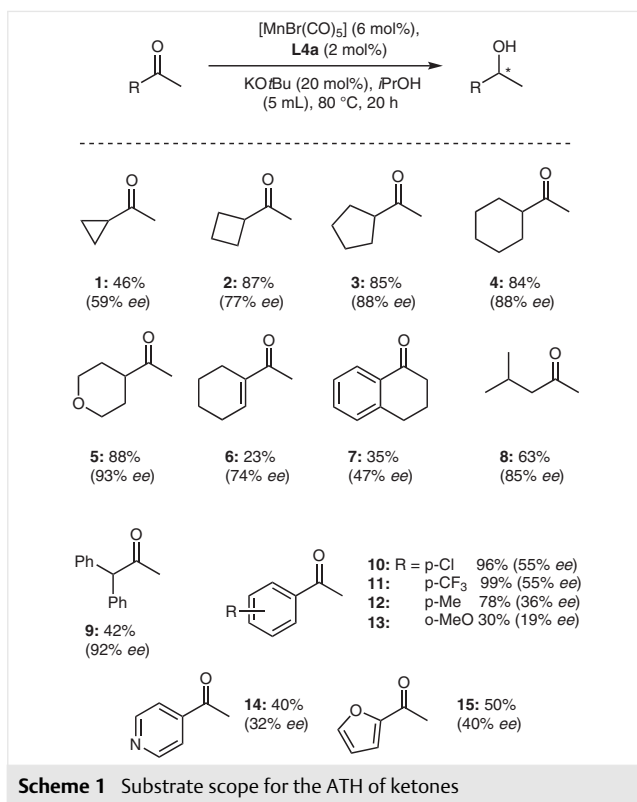 [MnBr(CO)5] (6 mol%),
L4a (2 mol%)
KOtBu (20 mol%), iPrOH
(5 mL), 80 °C, 20 h
O
R
OH
*
R
O
O
O
O
1: 46%
(59% ee)
2: 87%
(77% ee)
3: 85%
(88% ee)
4: 84%
(88% ee)
O
O
O
O
O
5: 88%
(93% ee)
6: 23%
(74% ee)
7: 35%
(47% ee)
8: 63%
(85% ee)
Ph
O
Ph
9: 42%
(92% ee)
O
R
10: R = p-Cl 96% (55% ee)
11: p-CF3 99% (55% ee)
12: p-Me 78% (36% ee)
13: o-MeO 30% (19% ee)
O
N
14: 40%
(32% ee)
O
O
15: 50%
(40% ee)
Scheme 1 Substrate scope for the ATH of ketones